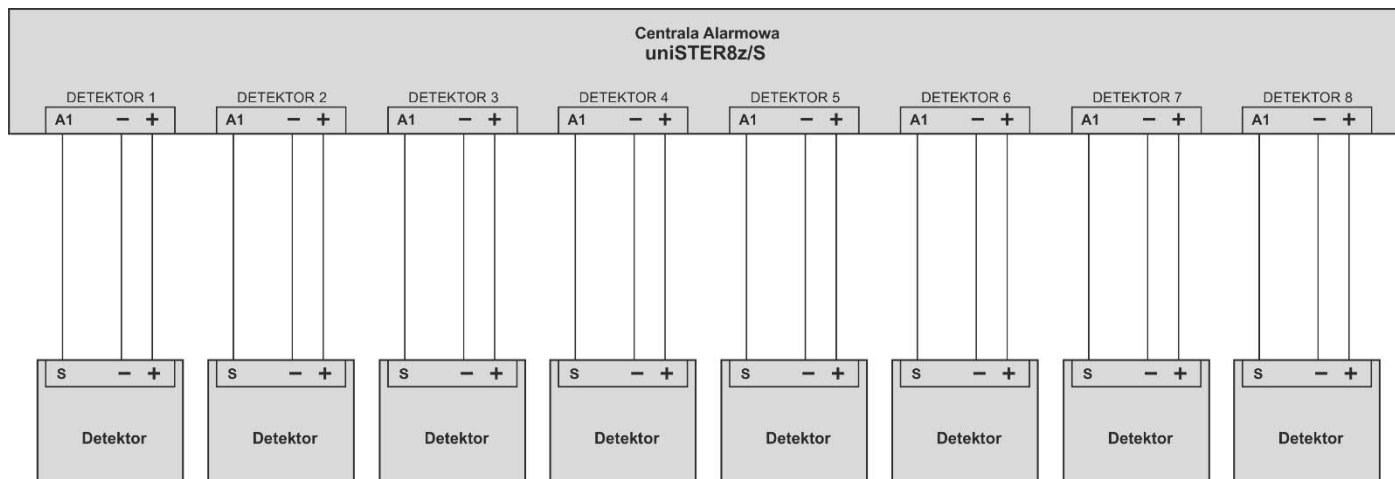 Centrala Alarmowa
uniSTER8z/S
DETEKTOR 1 DETEKTOR 2 DETEKTOR 3 DETEKTOR 4 DETEKTOR 5 DETEKTOR 6 DETEKTOR 7 DETEKTOR 8
A1 − + A1 − + A1 − + A1 − + A1 − + A1 − + A1 − + A1 − +
S − + S − + S − + S − + S − + S − + S − + S − +
Detektor Detektor Detektor Detektor Detektor Detektor Detektor Detektor